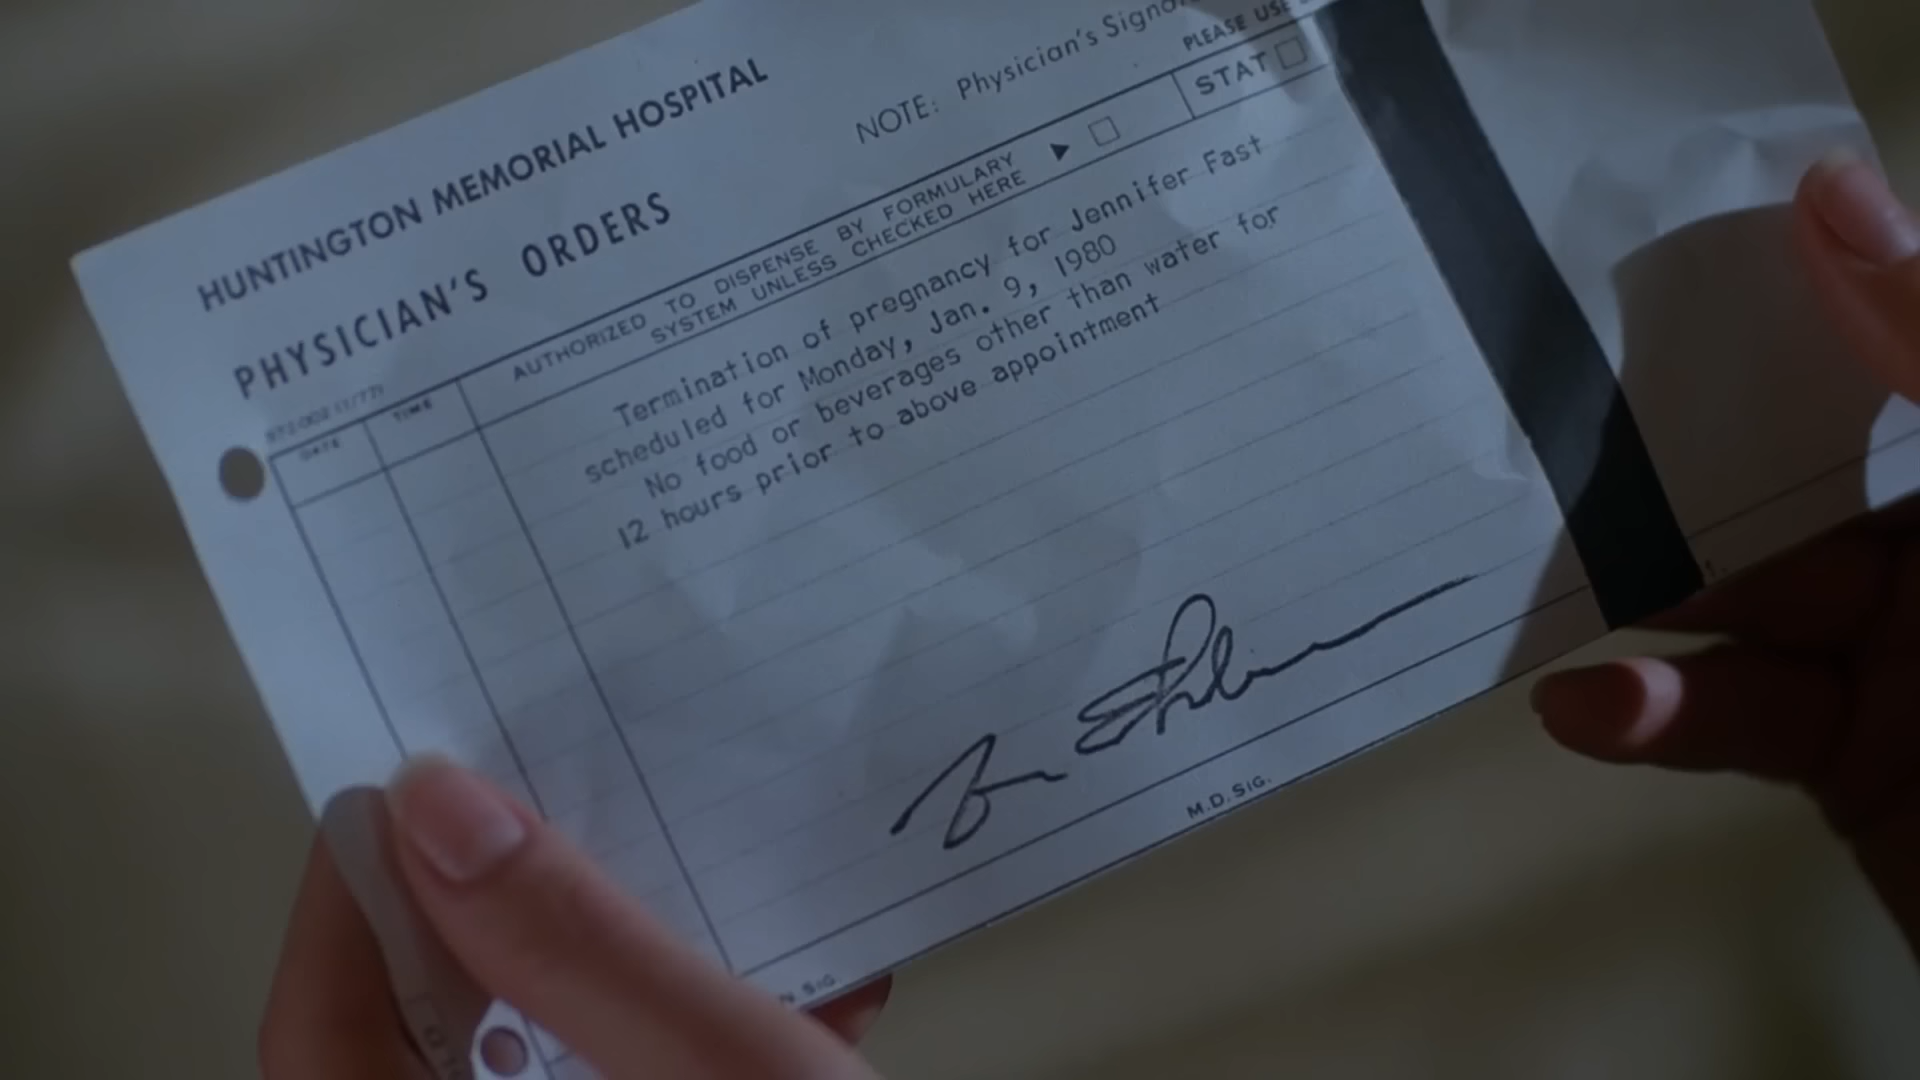 HUNTINGTON MEMORIAL HOSPITAL
PHYSICIAN'S ORDERS
NOTE: Physician's
PLEASE USE
AUTHORIZED TO DISPENSE BY FORMULARY
SYSTEM UNLESS CHECKED HERE ▶ □
STAT □
DATE
TIME
Termination of pregnancy for Jennifer Fast
scheduled for Monday, Jan. 9, 1980
No food or beverages other than water for
12 hours prior to above appointment
M.D. SIG.
SIG.